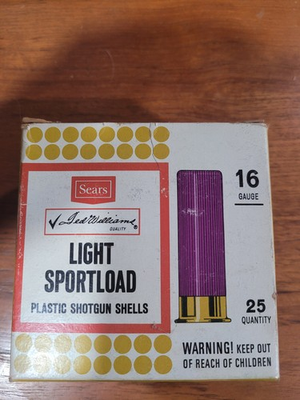 Sears
16
GAUGE
Ted Williams
QUALITY
LIGHT
SPORTLOAD
PLASTIC SHOTGUN SHELLS
25
QUANTITY
WARNING! KEEP OUT
OF REACH OF CHILDREN